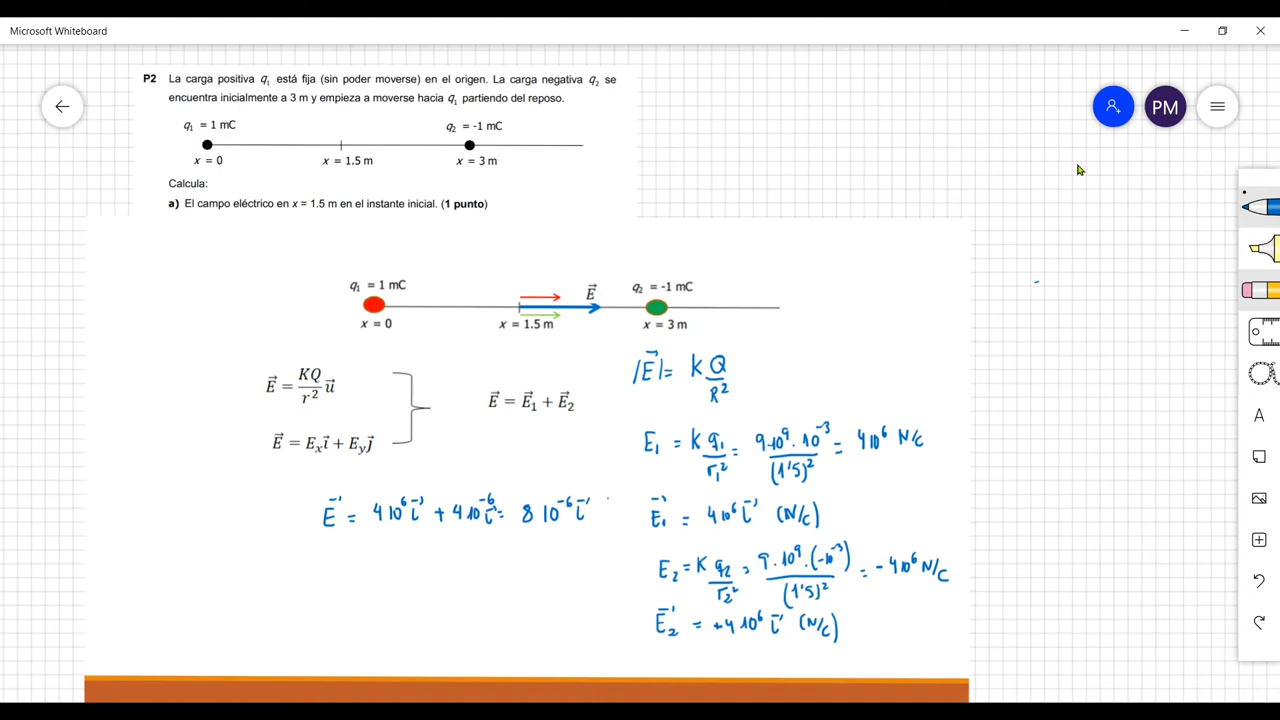 Microsoft Whiteboard
P2 La carga positiva q₁ está fija (sin poder moverse) en el origen. La carga negativa q₂ se
encuentra inicialmente a 3 m y empieza a moverse hacia q₁ partiendo del reposo.
q₁ = 1 mC q₂ = -1 mC
x = 0 x = 1.5 m x = 3 m
Calcula:
a) El campo eléctrico en x = 1.5 m en el instante inicial. (1 punto)
PM
q₁ = 1 mC E⃗ q₂ = -1 mC
x = 0 x = 1.5 m x = 3 m
|E⃗| = K Q/R²
E⃗ = KQ/r² u⃗
E⃗ = E⃗₁ + E⃗₂
E⃗ = Eₓi⃗ + Eᵧj⃗
E₁ = K q₁/r₁² = 9·10⁹·10⁻³/(1'5)² = 4 10⁶ N/C
E⃗ = 4 10⁶ i⃗ + 4 10⁻⁶ i⃗ = 8 10⁻⁶ i⃗
E⃗₁ = 4 10⁶ i⃗ (N/C)
E₂ = K q₂/r₂² = 9·10⁹·(-10⁻³)/(1'5)² = -4 10⁶ N/C
E⃗₂ = +4 10⁶ i⃗ (N/C)
A